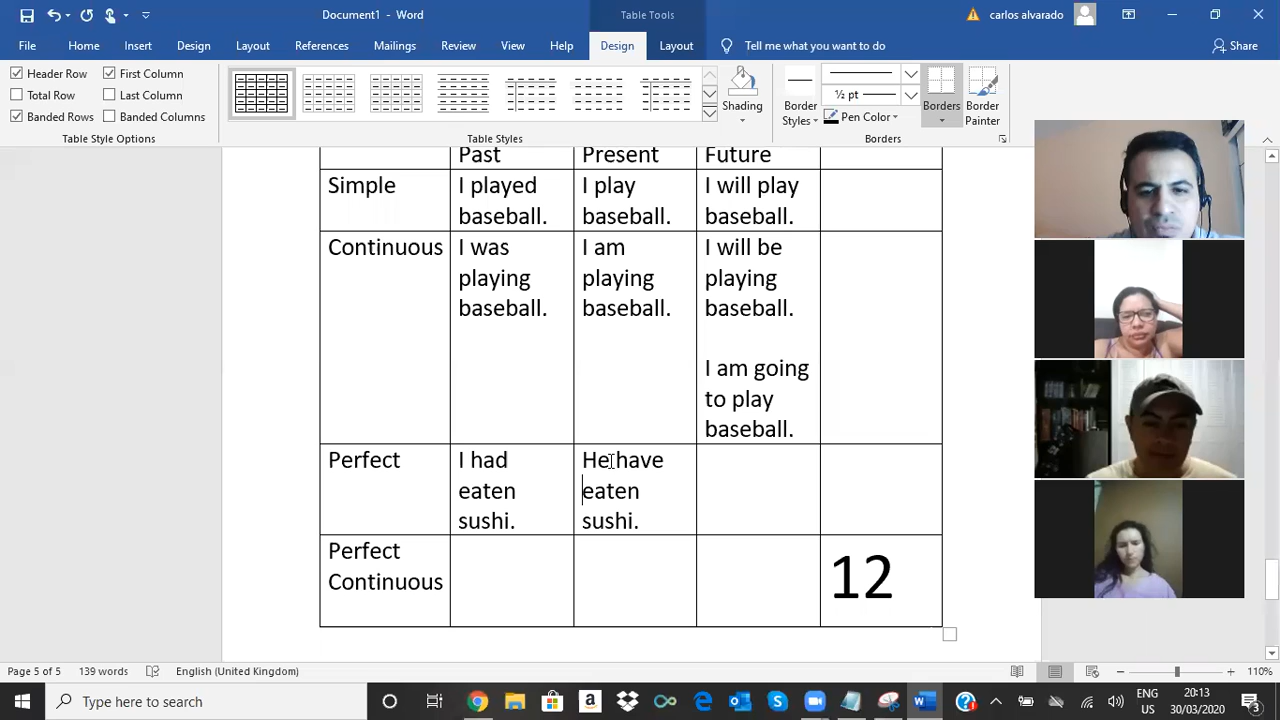 Document1 - Word
Table Tools
carlos alvarado
File Home Insert Design Layout References Mailings Review View Help Design Layout Tell me what you want to do Share
Header Row First Column
Total Row Last Column
Banded Rows Banded Columns
Table Style Options
Table Styles
Shading
Border Styles
½ pt
Pen Color
Borders
Border Painter
Borders
Past Present Future
Simple
I played
baseball.
I play
baseball.
I will play
baseball.
Continuous
I was
playing
baseball.
I am
playing
baseball.
I will be
playing
baseball.
I am going
to play
baseball.
Perfect
I had
eaten
sushi.
He have
eaten
sushi.
Perfect
Continuous
12
Page 5 of 5 139 words English (United Kingdom) 110%
Type here to search
ENG
US
20:13
30/03/2020
3